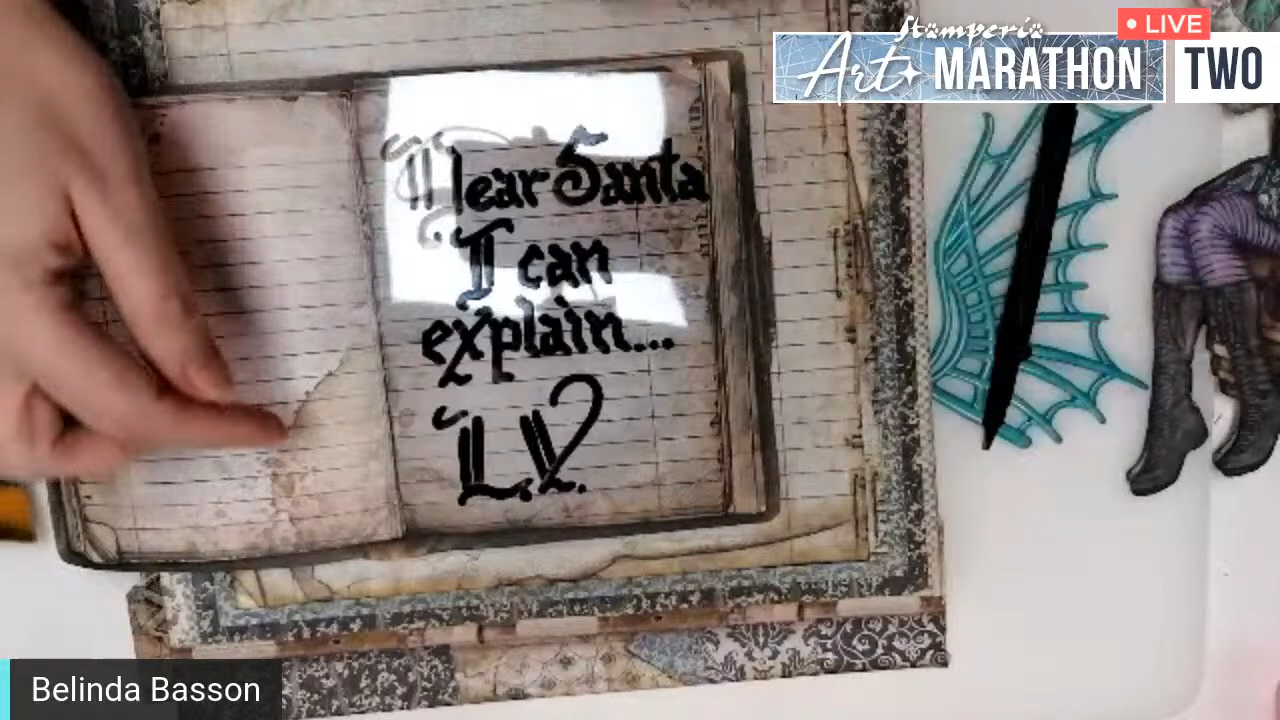 Stamperia
LIVE
Art MARATHON
TWO
Dear Santa
I can
explain...
L.V.
Belinda Basson